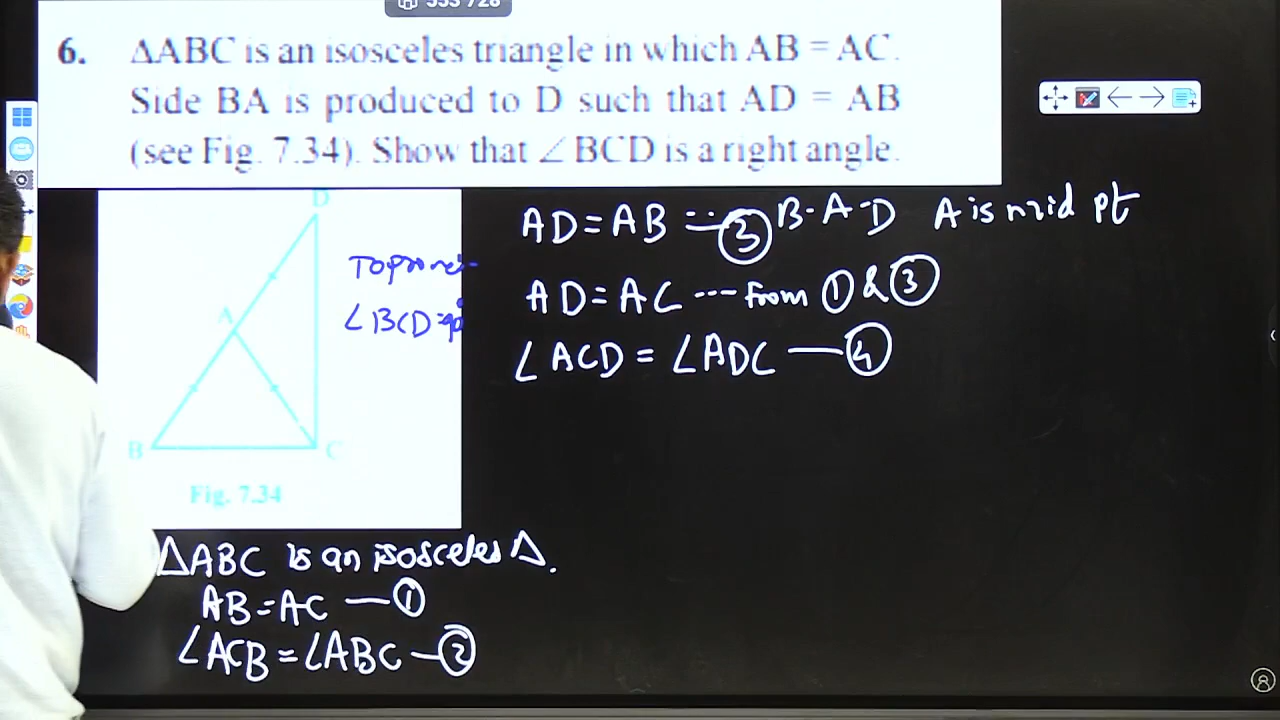 553 728
6. ΔABC is an isosceles triangle in which AB = AC.
Side BA is produced to D such that AD = AB
(see Fig. 7.34). Show that ∠BCD is a right angle.
D
A
B
C
Fig. 7.34
∠BCD=90
AD=AB ---- ③ B-A-D A is mid pt
AD=AC ---- from ① & ③
∠ACD = ∠ADC — ④
ΔABC is an isosceles Δ.
AB=AC — ①
∠ACB=∠ABC — ②